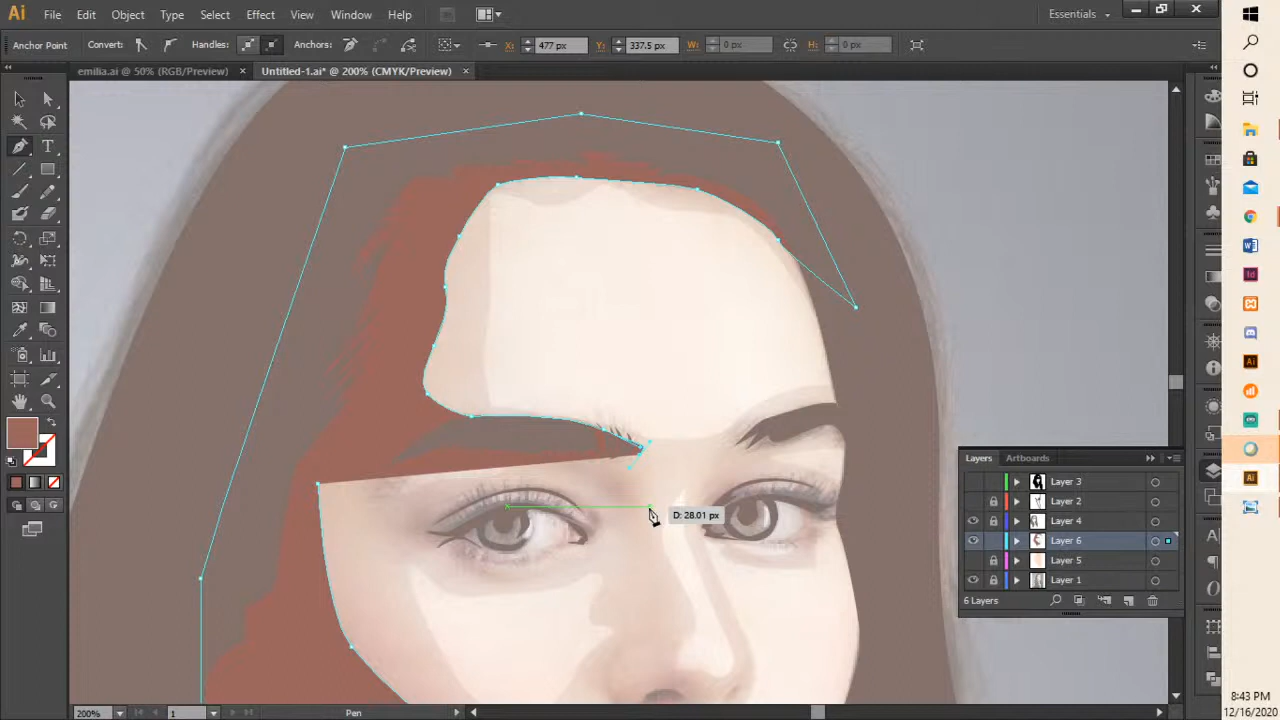 Ai File Edit Object Type Select Effect View Window Help Essentials
Anchor Point Convert: Handles: Anchors: X: 477 px Y: 337.5 px W: 0 px H: 0 px
emilia.ai @ 50% (RGB/Preview) × Untitled-1.ai* @ 200% (CMYK/Preview) ×
D: 28.01 px
Layers Artboards
Layer 3
Layer 2
Layer 4
Layer 6
Layer 5
Layer 1
6 Layers
200% 1 Pen
8:43 PM
12/16/2020